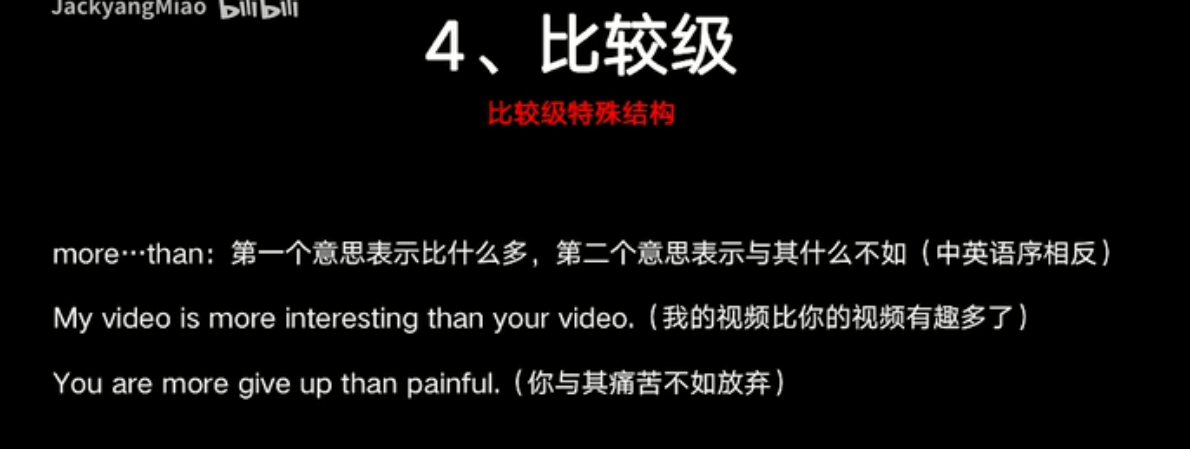 JackyangMiao bilibili
4、比较级
比较级特殊结构
more…than：第一个意思表示比什么多，第二个意思表示与其什么不如（中英语序相反）
My video is more interesting than your video.（我的视频比你的视频有趣多了）
You are more give up than painful.（你与其痛苦不如放弃）